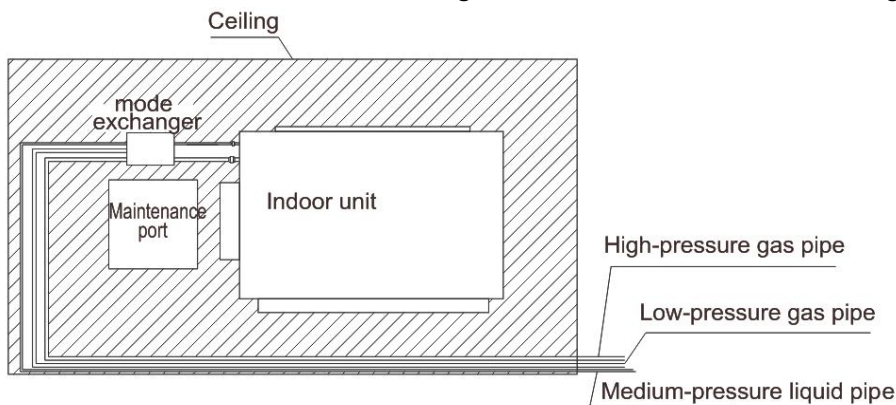 Ceiling
mode
exchanger
Maintenance
port
Indoor unit
High-pressure gas pipe
Low-pressure gas pipe
Medium-pressure liquid pipe